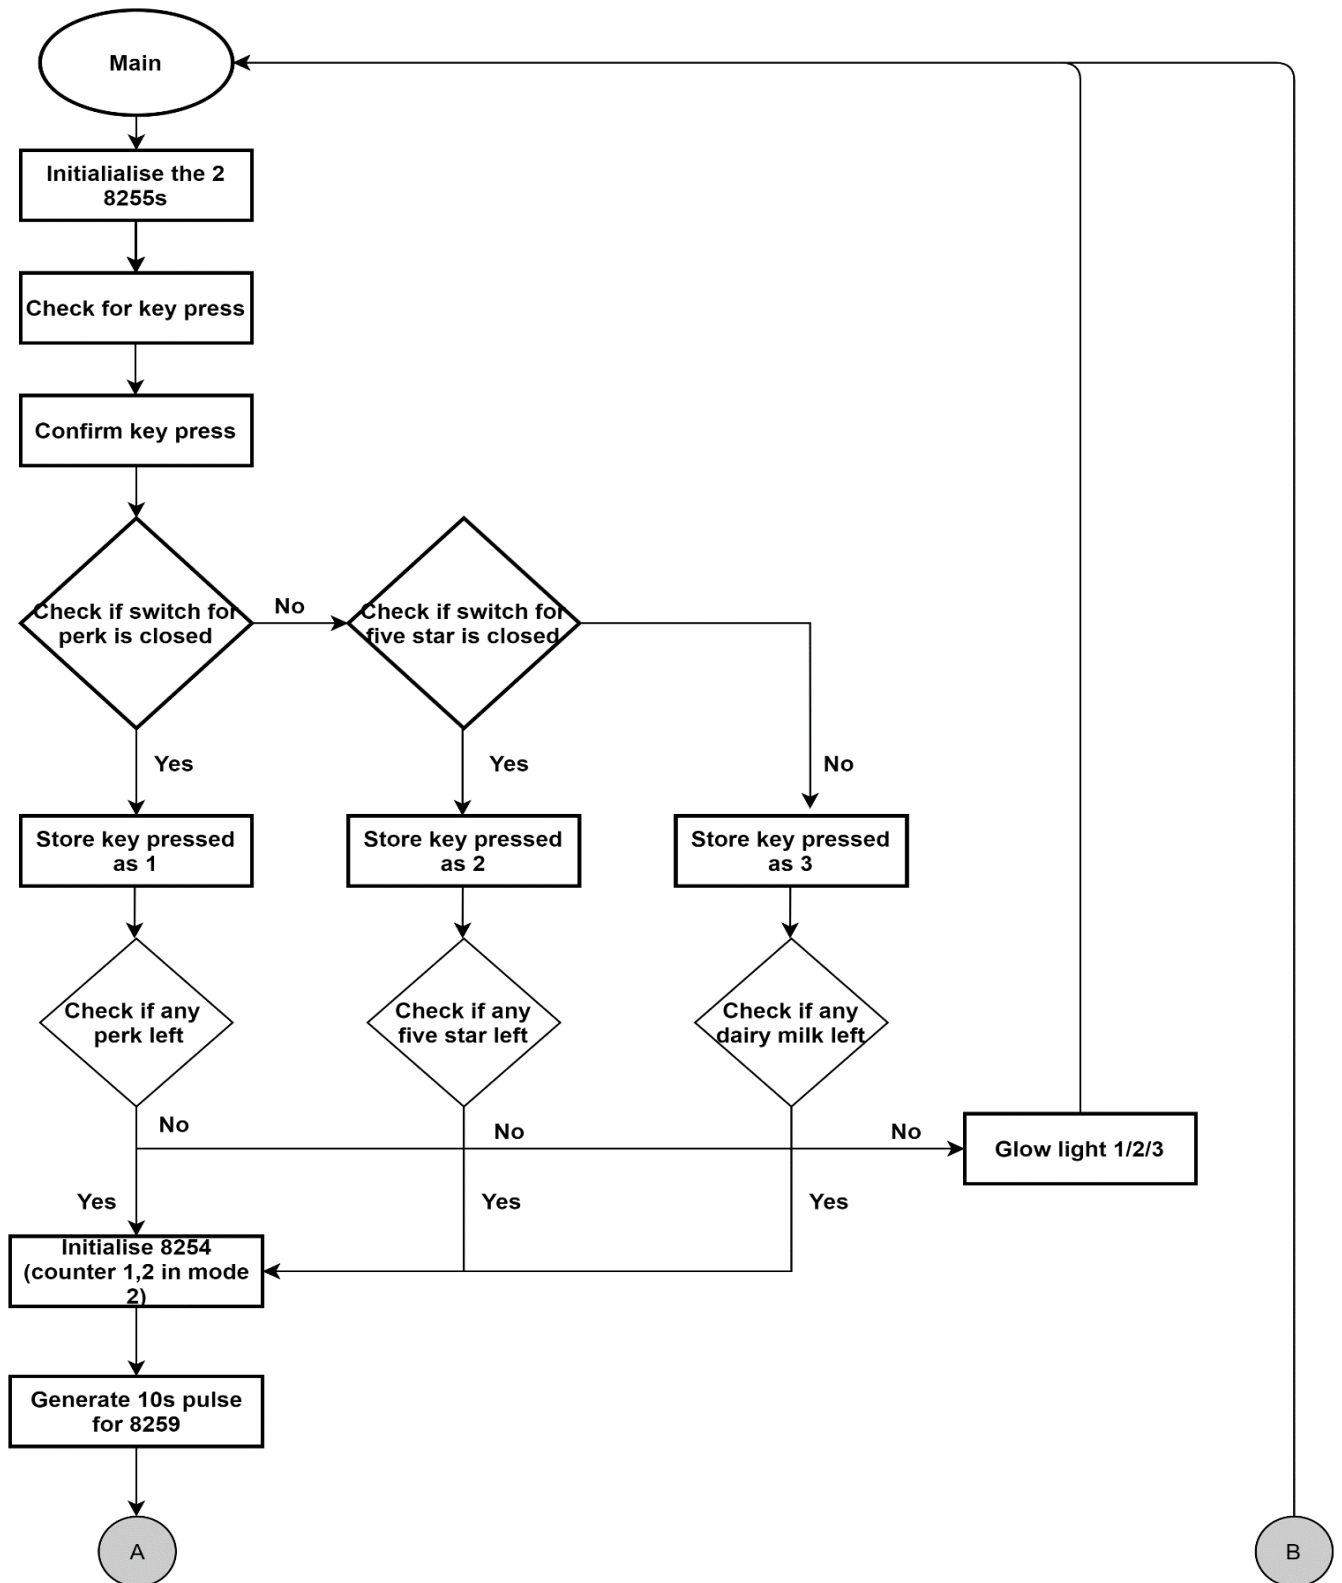 Main
Initialialise the 2
8255s
Check for key press
Confirm key press
Check if switch for
perk is closed
No
Check if switch for
five star is closed
Yes
Yes
No
Store key pressed
as 1
Store key pressed
as 2
Store key pressed
as 3
Check if any
perk left
Check if any
five star left
Check if any
dairy milk left
No
No
No
Glow light 1/2/3
Yes
Yes
Yes
Initialise 8254
(counter 1,2 in mode
2)
Generate 10s pulse
for 8259
A
B